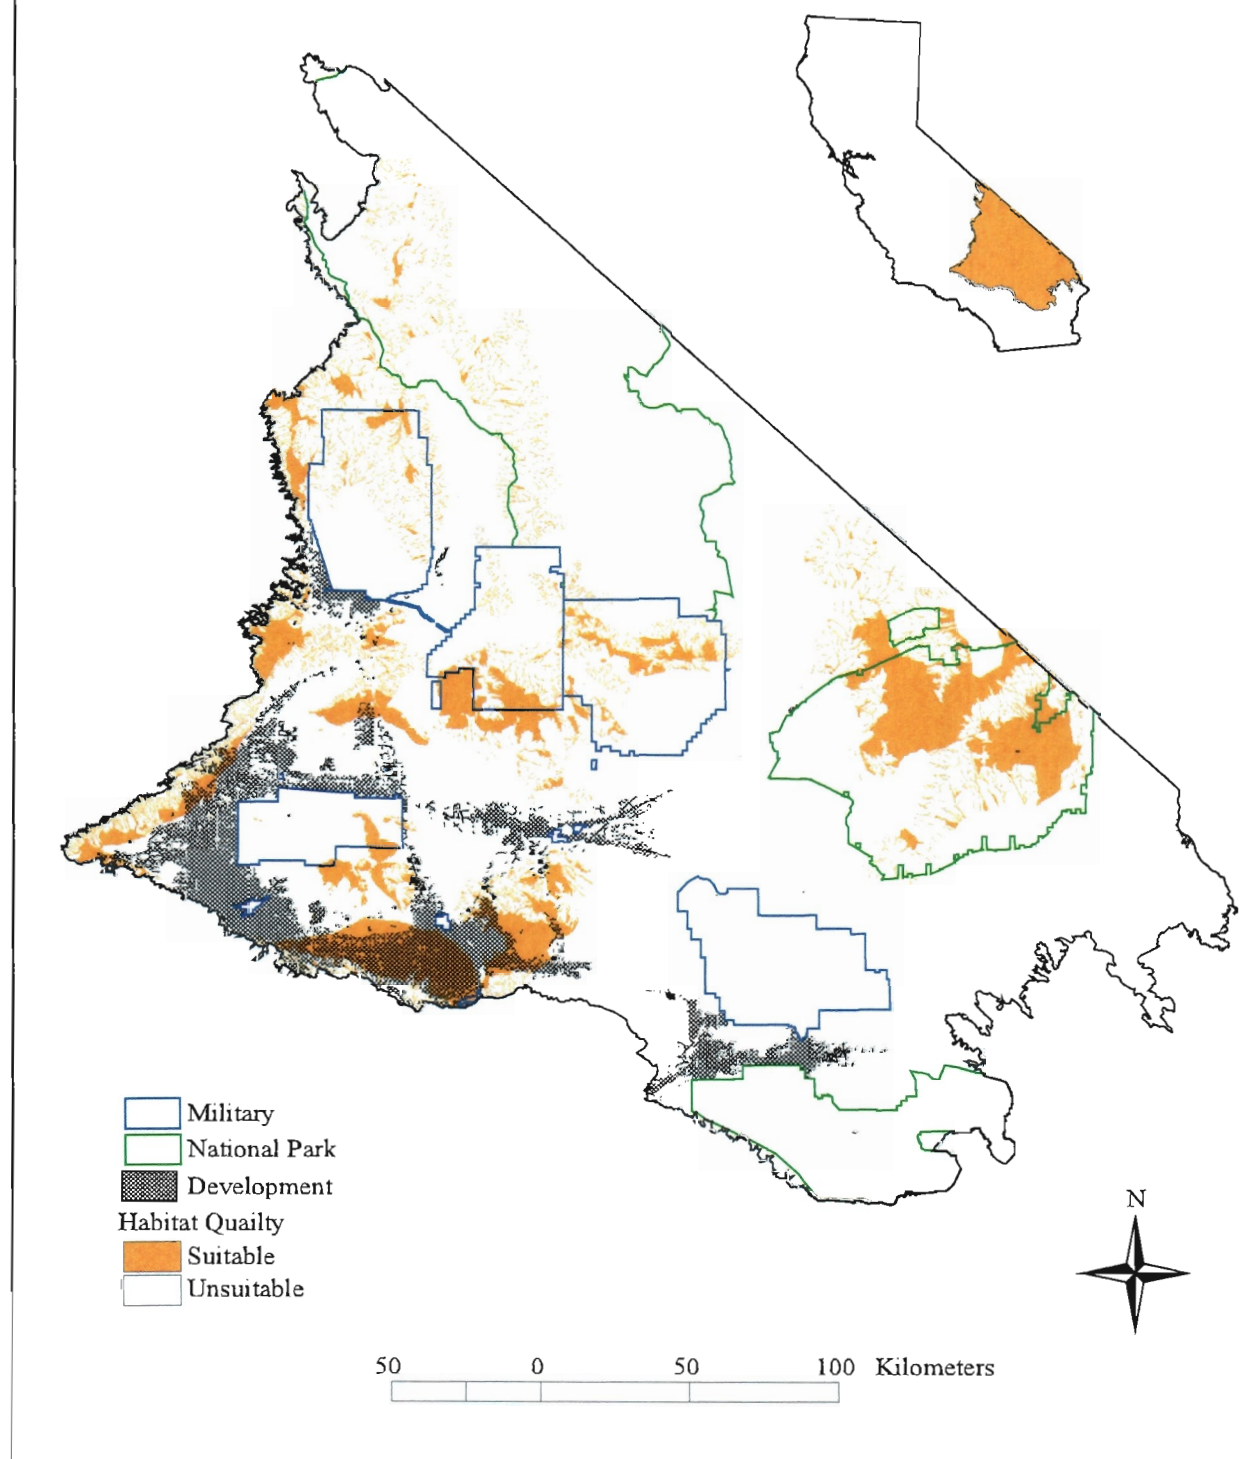 Military
National Park
Development
Habitat Quailty
Suitable
Unsuitable
N
50 0 50 100 Kilometers